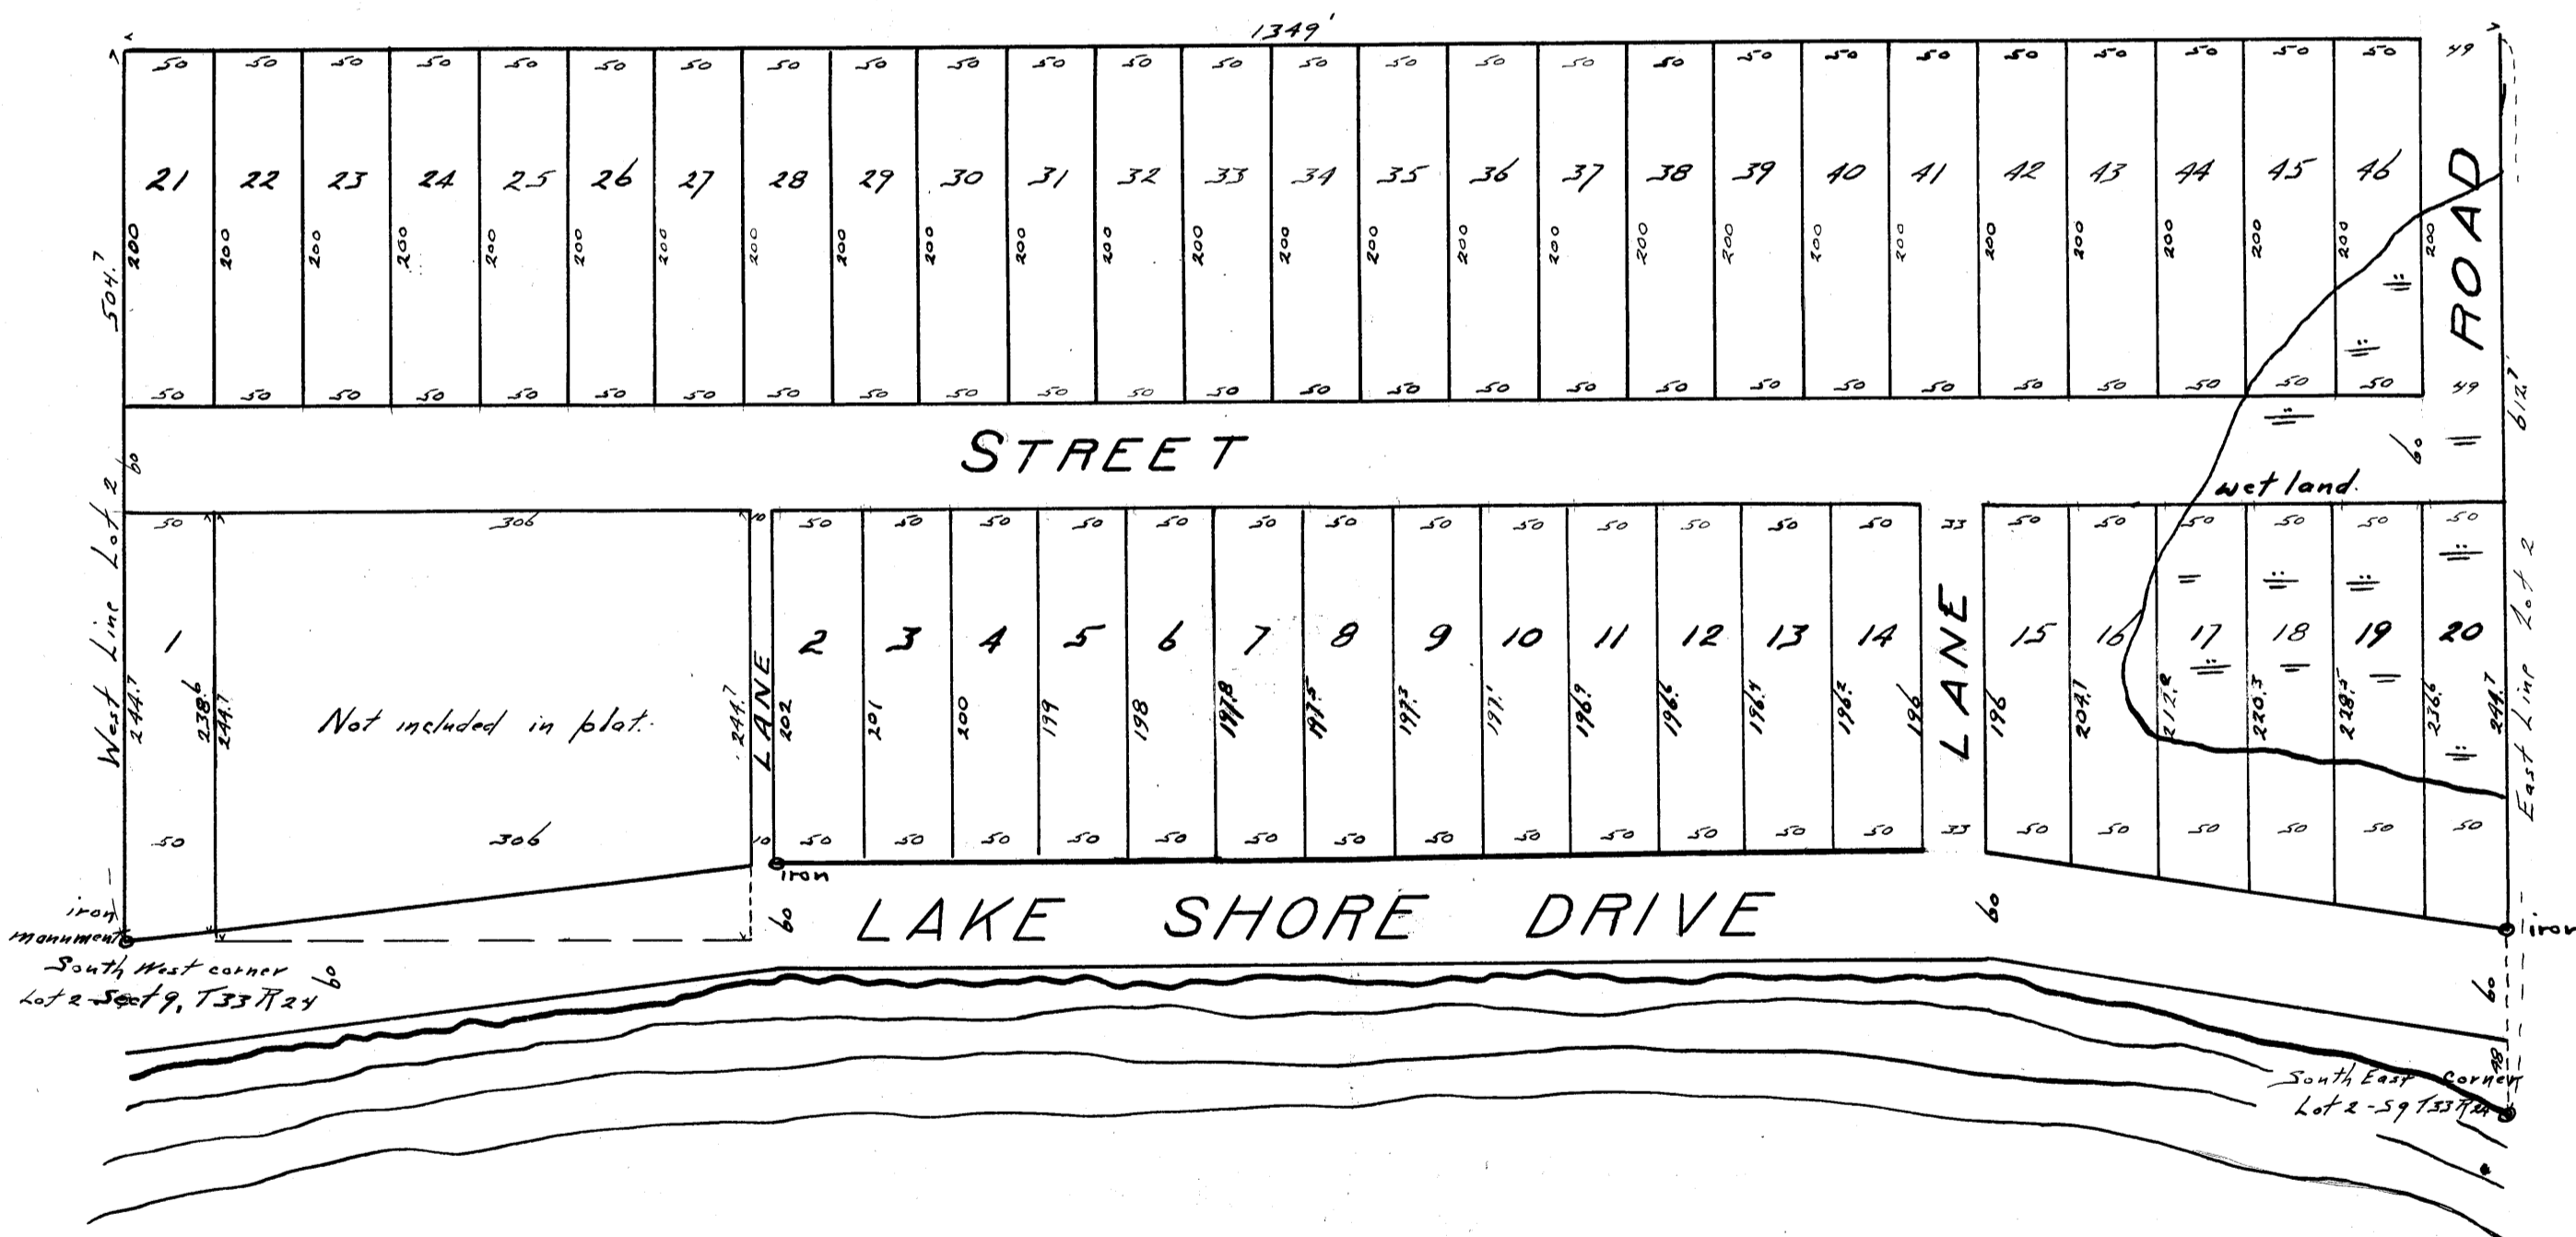 1349'
50 50 50 50 50 50 50 50 50 50 50 50 50 50 50 50 50 50 50 50 50 50 50 50 50 50 49
21 22 23 24 25 26 27 28 29 30 31 32 33 34 35 36 37 38 39 40 41 42 43 44 45 46
ROAD
200 200 200 200 200 200 200 200 200 200 200 200 200 200 200 200 200 200 200 200 200 200 200 200 200 200 200
504.7
50 50 50 50 50 50 50 50 50 50 50 50 50 50 50 50 50 50 50 50 50 50 50 50 50 50 49
612.7'
60
STREET
60
wet land.
West Line Lot 2
50 306 10 50 50 50 50 50 50 50 50 50 50 50 50 50 33 50 50 50 50 50 50
East Line Lot 2
1
LANE
2 3 4 5 6 7 8 9 10 11 12 13 14
LANE
15 16 17 18 19 20
244.7 238.6 244.7
Not included in plat.
244.7 202 201 200 199 198 197.8 197.5 197.3 197.1 196.9 196.6 196.4 196.2 196 196 204.1 212.2 220.3 228.5 236.6 244.7
50 306 10 50 50 50 50 50 50 50 50 50 50 50 50 50 33 50 50 50 50 50 50
iron
iron
manument
60
LAKE SHORE DRIVE
60
iron
South West corner
Lot 2-Sect 9, T33 R24
60
60
48
South East Corner
Lot 2-S9 T33 R24